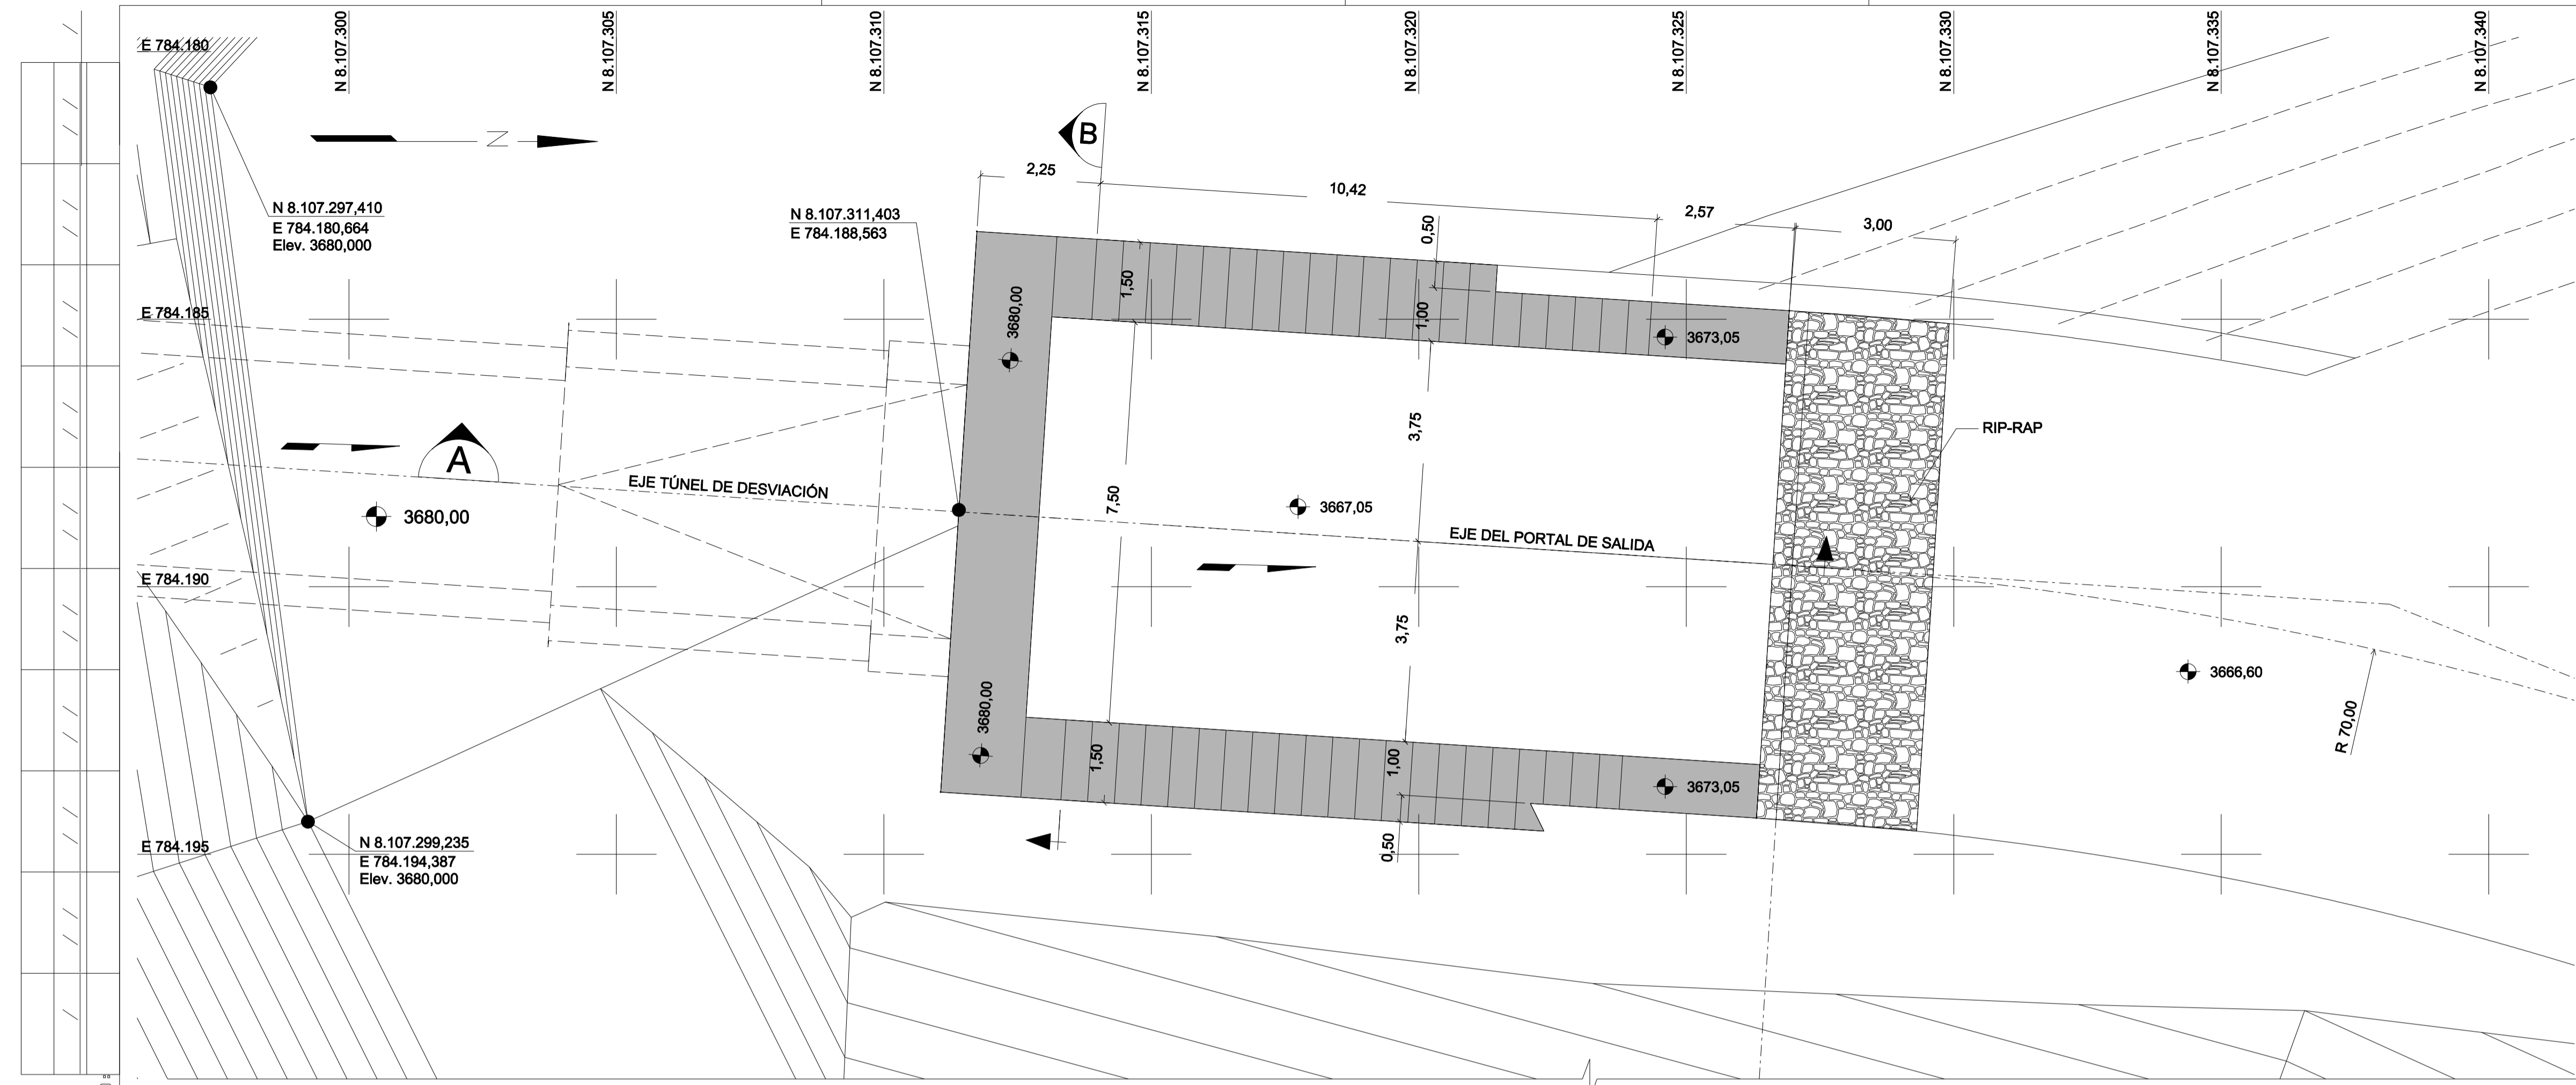 N 8.107.300
N 8.107.305
N 8.107.310
N 8.107.315
N 8.107.320
N 8.107.325
N 8.107.330
N 8.107.335
N 8.107.340
E 784.180
N
B
2,25
10,42
2,57
3,00
0,50
N 8.107.297,410
E 784.180,664
Elev. 3680,000
N 8.107.311,403
E 784.188,563
1,50
3680,00
1,00
E 784.185
3673,05
3,75
RIP-RAP
A
EJE TÚNEL DE DESVIACIÓN
7,50
3680,00
3667,05
EJE DEL PORTAL DE SALIDA
E 784.190
3,75
3666,60
3680,00
R 70,00
1,50
1,00
3673,05
0,50
E 784.195
N 8.107.299,235
E 784.194,387
Elev. 3680,000